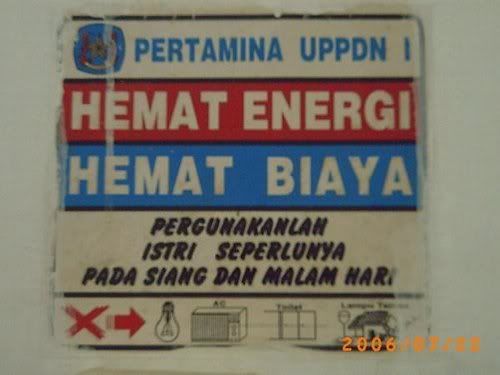 PERTAMINA UPPDN I
HEMAT ENERGI
HEMAT BIAYA
PERGUNAKANLAH
ISTRI SEPERLUNYA
PADA SIANG DAN MALAM HARI
AC Toilet Lampu
2006/07/22